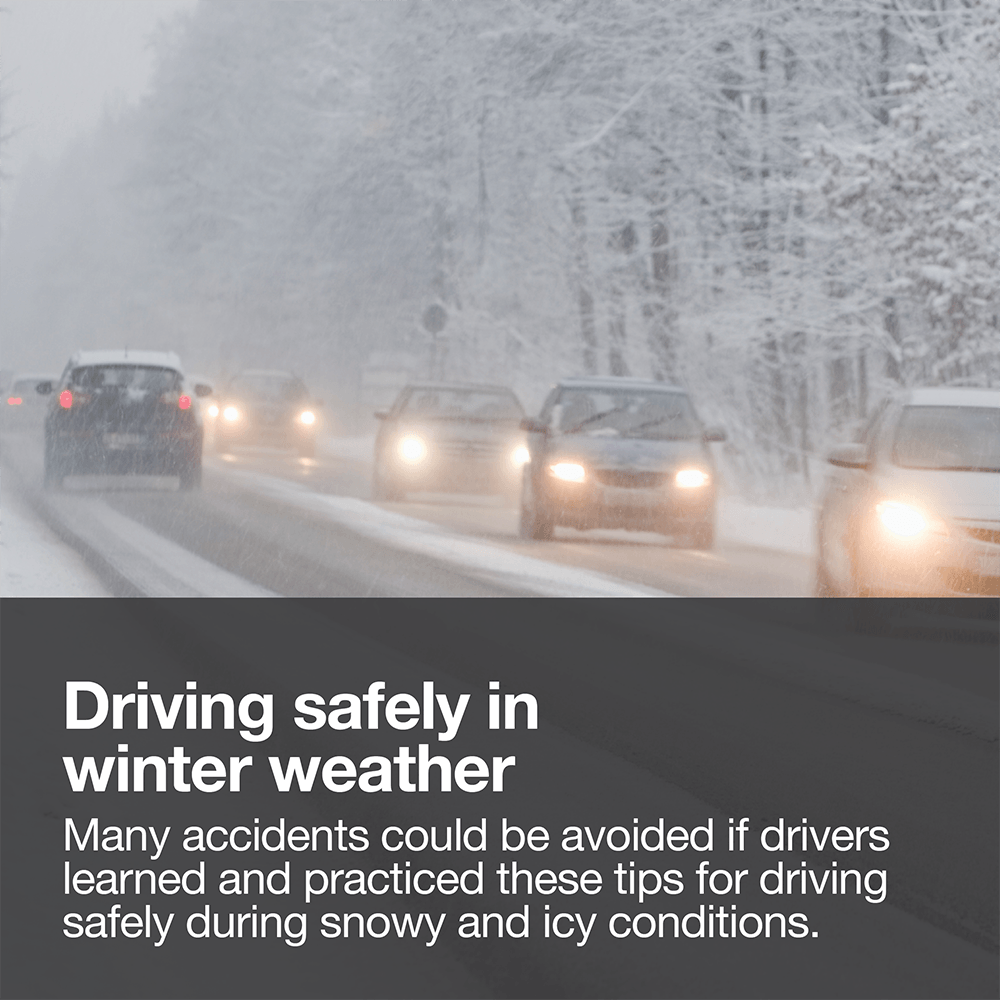 Driving safely in
winter weather
Many accidents could be avoided if drivers
learned and practiced these tips for driving
safely during snowy and icy conditions.